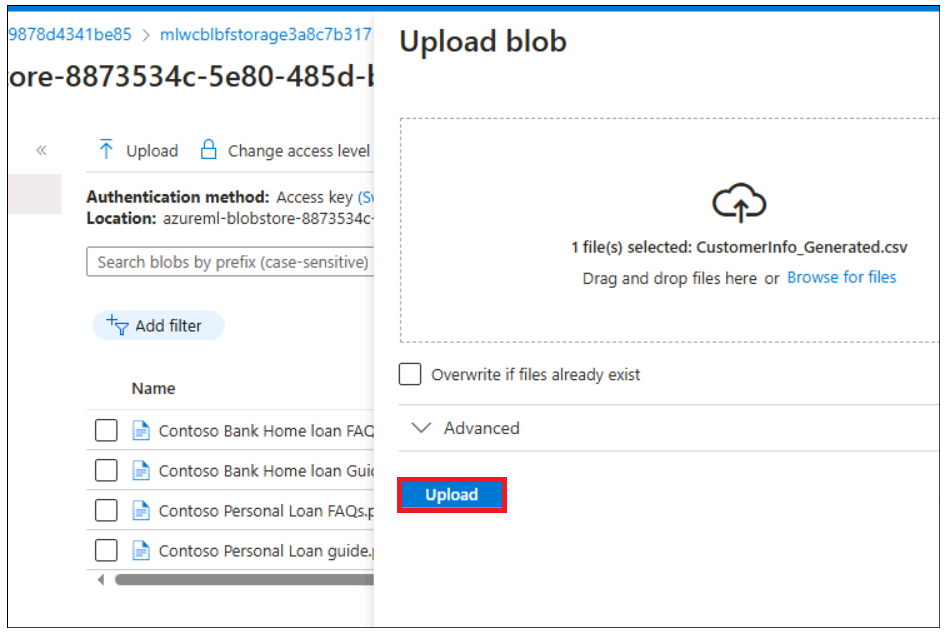 9878d4341be85 > mlwcblbfstorage3a8c7b317
ore-8873534c-5e80-485d-b
« Upload Change access level
Authentication method: Access key (Sw
Location: azureml-blobstore-8873534c-
Search blobs by prefix (case-sensitive)
Add filter
Name
Contoso Bank Home loan FAQ
Contoso Bank Home loan Guid
Contoso Personal Loan FAQs.p
Contoso Personal Loan guide.p
Upload blob
1 file(s) selected: CustomerInfo_Generated.csv
Drag and drop files here or Browse for files
Overwrite if files already exist
Advanced
Upload